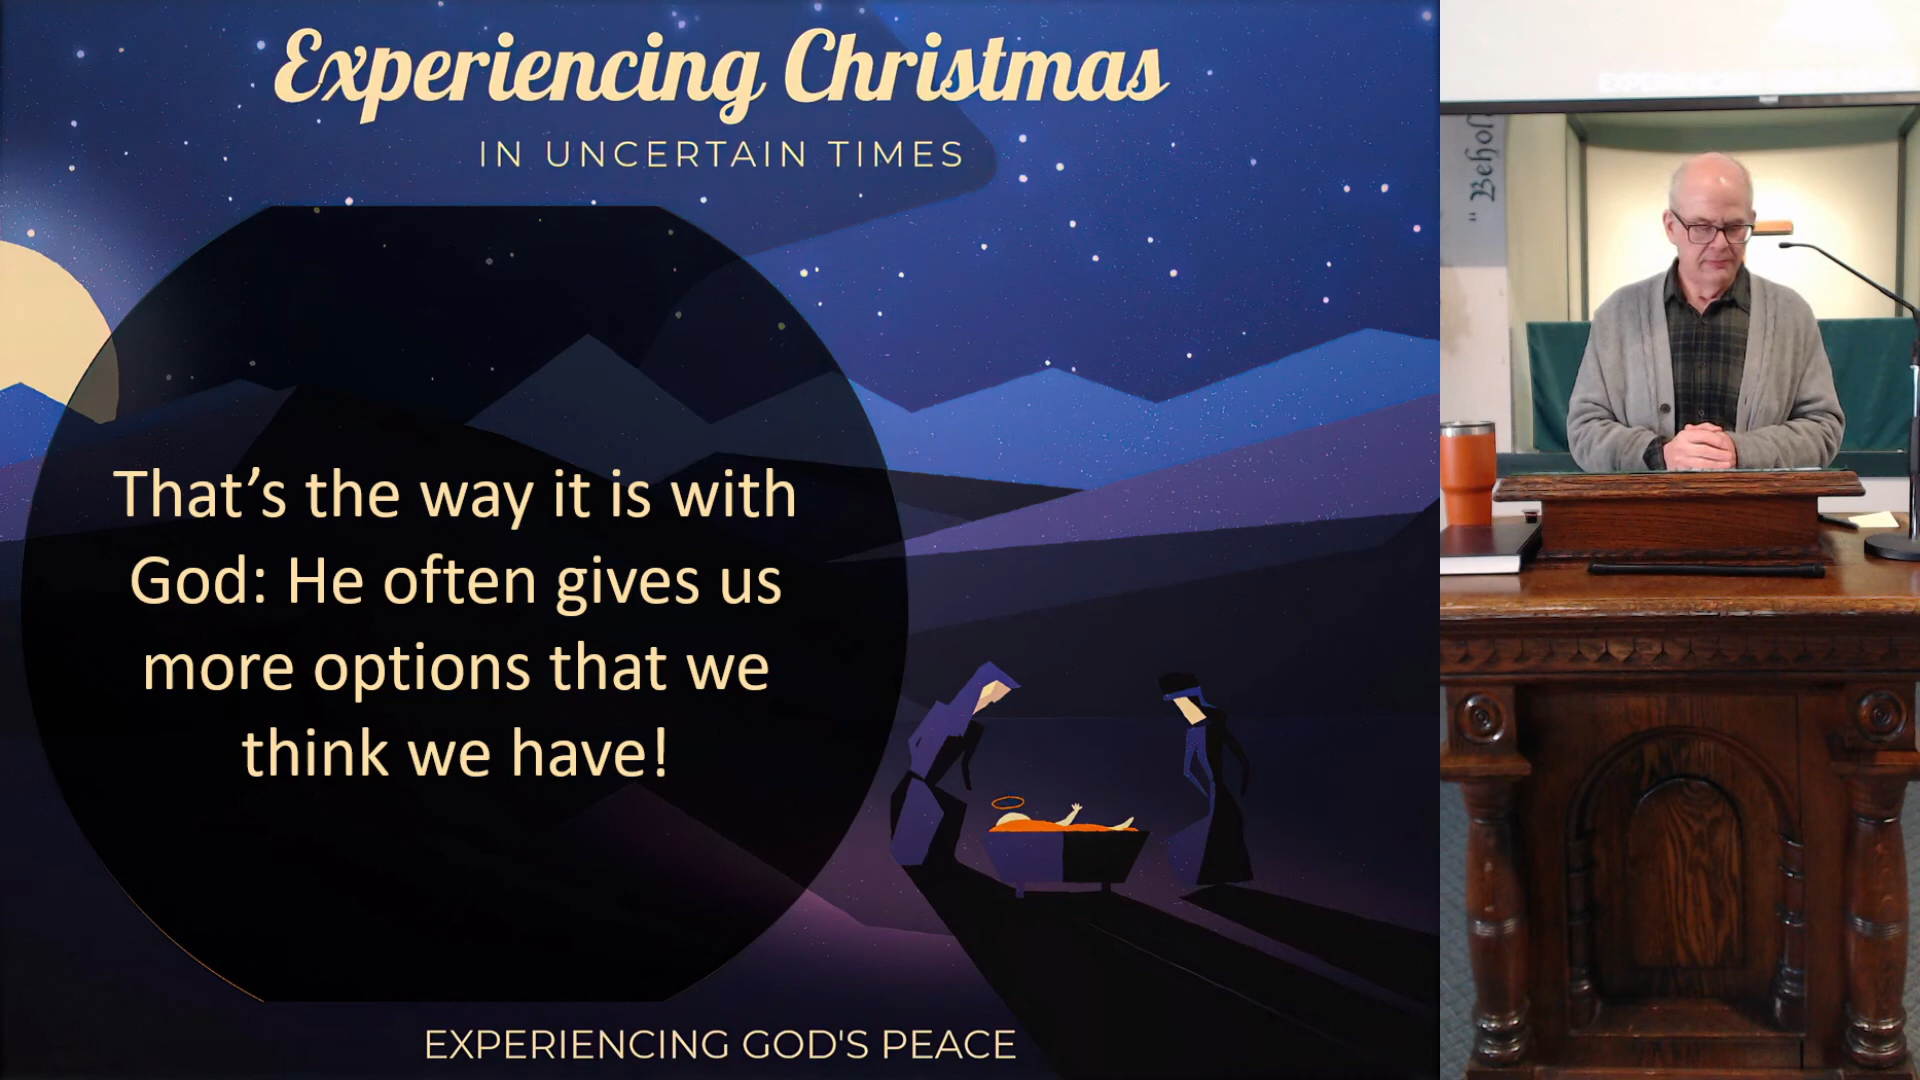 Experiencing Christmas
IN UNCERTAIN TIMES
That's the way it is with
God: He often gives us
more options that we
think we have!
EXPERIENCING GOD'S PEACE
"Behol